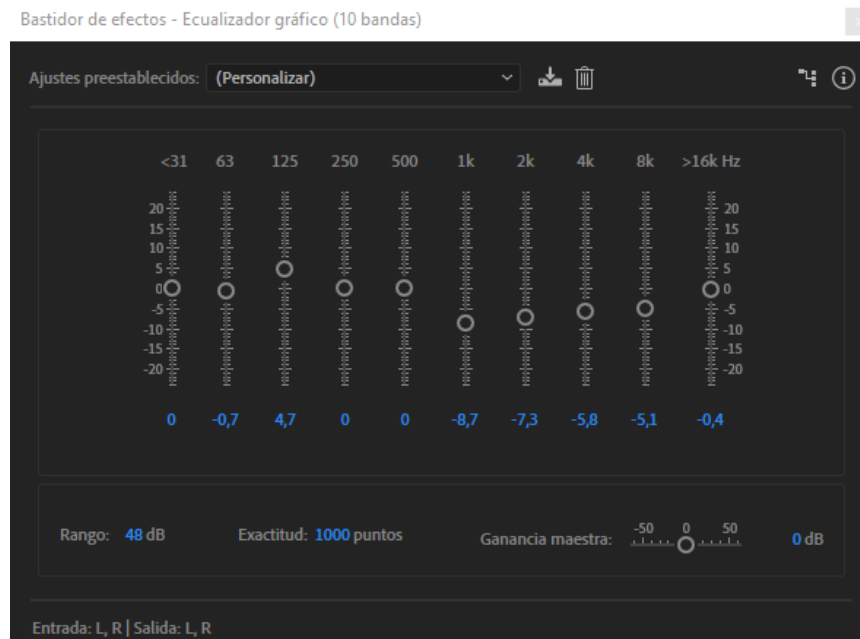 Bastidor de efectos - Ecualizador gráfico (10 bandas)
Ajustes preestablecidos: (Personalizar)
<31 63 125 250 500 1k 2k 4k 8k >16k Hz
20 20
15 15
10 10
5 5
0 0
-5 -5
-10 -10
-15 -15
-20 -20
0 -0,7 4,7 0 0 -8,7 -7,3 -5,8 -5,1 -0,4
-50 0 50
Rango: 48 dB Exactitud: 1000 puntos Ganancia maestra: 0 dB
Entrada: L, R | Salida: L, R